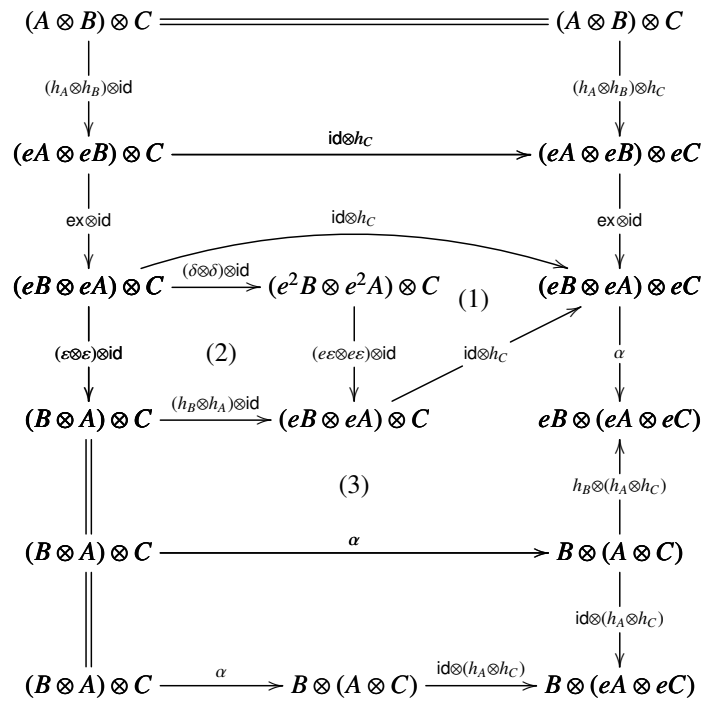 (A ⊗ B) ⊗ C (A ⊗ B) ⊗ C
(h_A⊗h_B)⊗id (h_A⊗h_B)⊗h_C
(eA ⊗ eB) ⊗ C id⊗h_C (eA ⊗ eB) ⊗ eC
ex⊗id id⊗h_C ex⊗id
(eB ⊗ eA) ⊗ C (δ⊗δ)⊗id (e²B ⊗ e²A) ⊗ C (1) (eB ⊗ eA) ⊗ eC
(ε⊗ε)⊗id (2) (eε⊗eε)⊗id id⊗h_C α
(B ⊗ A) ⊗ C (h_B⊗h_A)⊗id (eB ⊗ eA) ⊗ C eB ⊗ (eA ⊗ eC)
(3) h_B⊗(h_A⊗h_C)
(B ⊗ A) ⊗ C α B ⊗ (A ⊗ C)
id⊗(h_A⊗h_C)
(B ⊗ A) ⊗ C α B ⊗ (A ⊗ C) id⊗(h_A⊗h_C) B ⊗ (eA ⊗ eC)